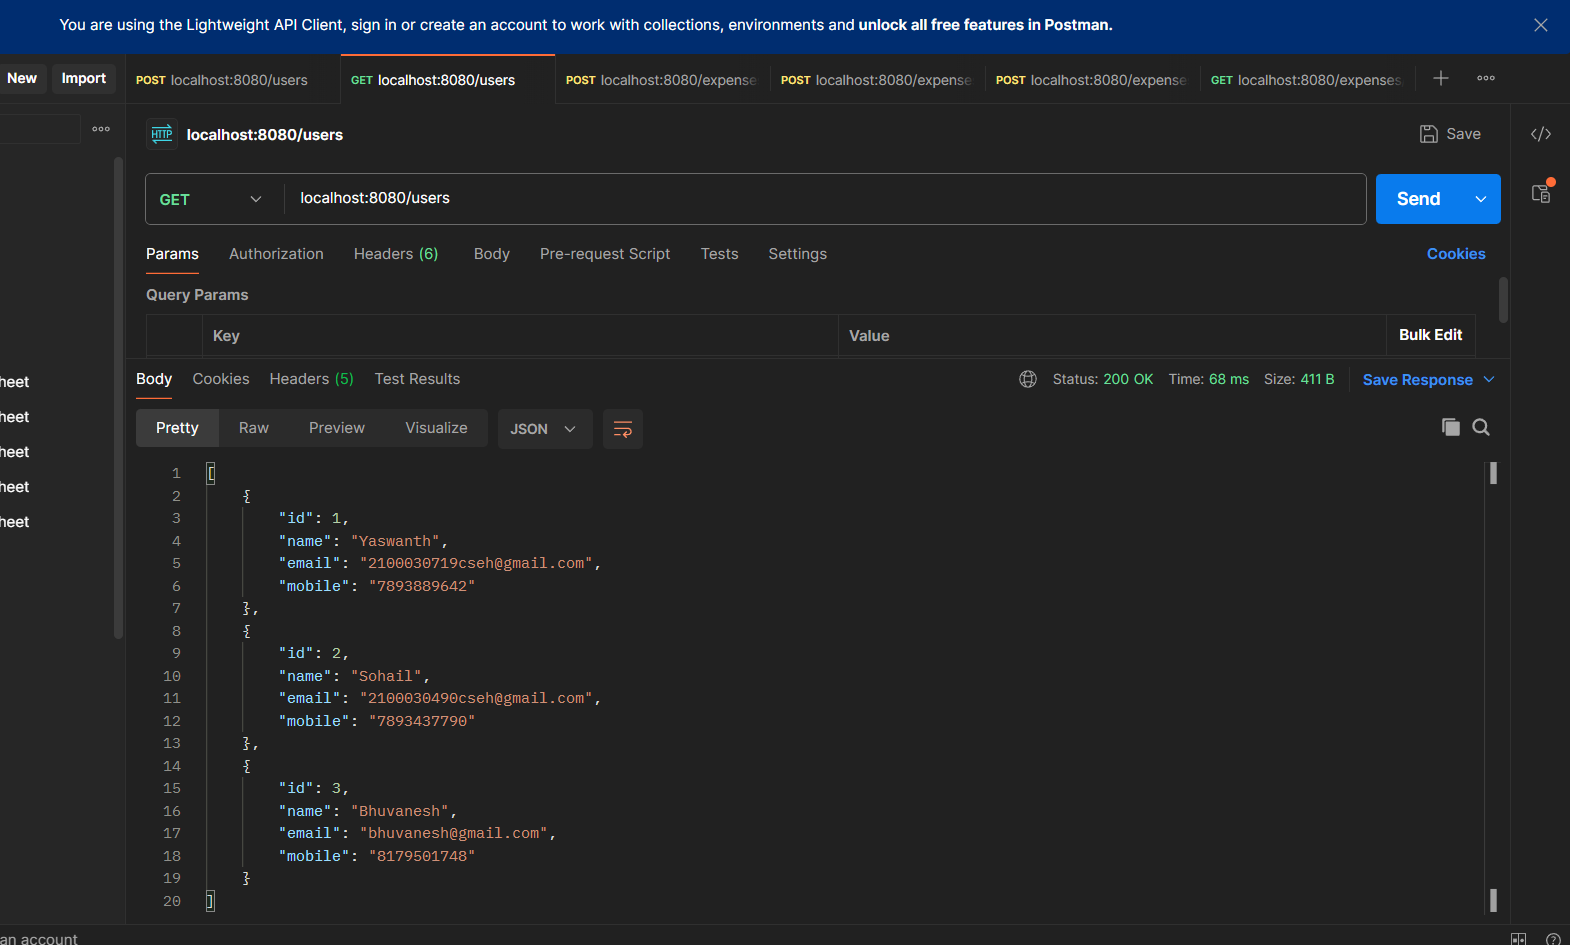 You are using the Lightweight API Client, sign in or create an account to work with collections, environments and unlock all free features in Postman.
New Import POST localhost:8080/users GET localhost:8080/users POST localhost:8080/expense POST localhost:8080/expense POST localhost:8080/expense GET localhost:8080/expenses
HTTP localhost:8080/users Save </>
GET localhost:8080/users Send
Params Authorization Headers (6) Body Pre-request Script Tests Settings Cookies
Query Params
Key Value Bulk Edit
Body Cookies Headers (5) Test Results Status: 200 OK Time: 68 ms Size: 411 B Save Response
heet
heet
heet
heet
heet
Pretty Raw Preview Visualize JSON
1 [
2 {
3 "id": 1,
4 "name": "Yaswanth",
5 "email": "2100030719cseh@gmail.com",
6 "mobile": "7893889642"
7 },
8 {
9 "id": 2,
10 "name": "Sohail",
11 "email": "2100030490cseh@gmail.com",
12 "mobile": "7893437790"
13 },
14 {
15 "id": 3,
16 "name": "Bhuvanesh",
17 "email": "bhuvanesh@gmail.com",
18 "mobile": "8179501748"
19 }
20 ]
an account